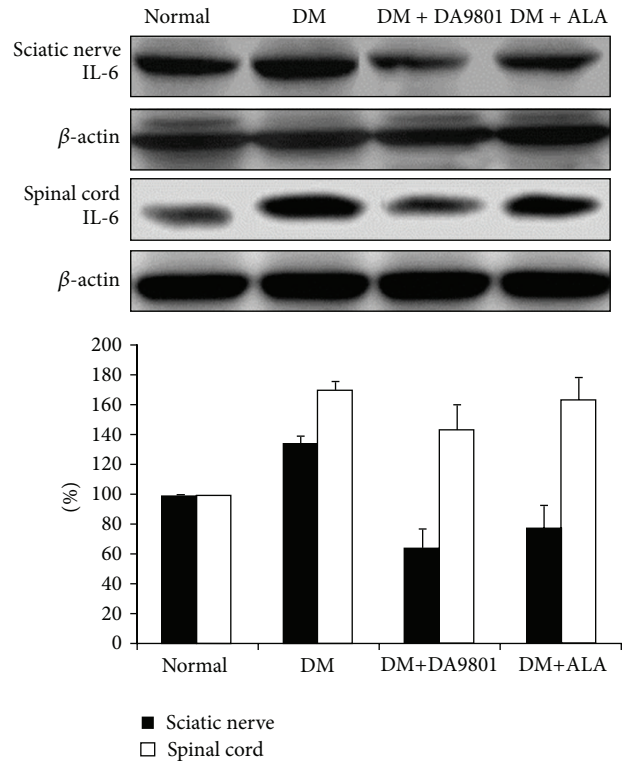 Normal DM DM + DA9801 DM + ALA
Sciatic nerve
IL-6
β-actin
Spinal cord
IL-6
β-actin
200
180
160
140
120
100
80
60
40
20
0
(%)
Normal DM DM+DA9801 DM+ALA
Sciatic nerve
Spinal cord